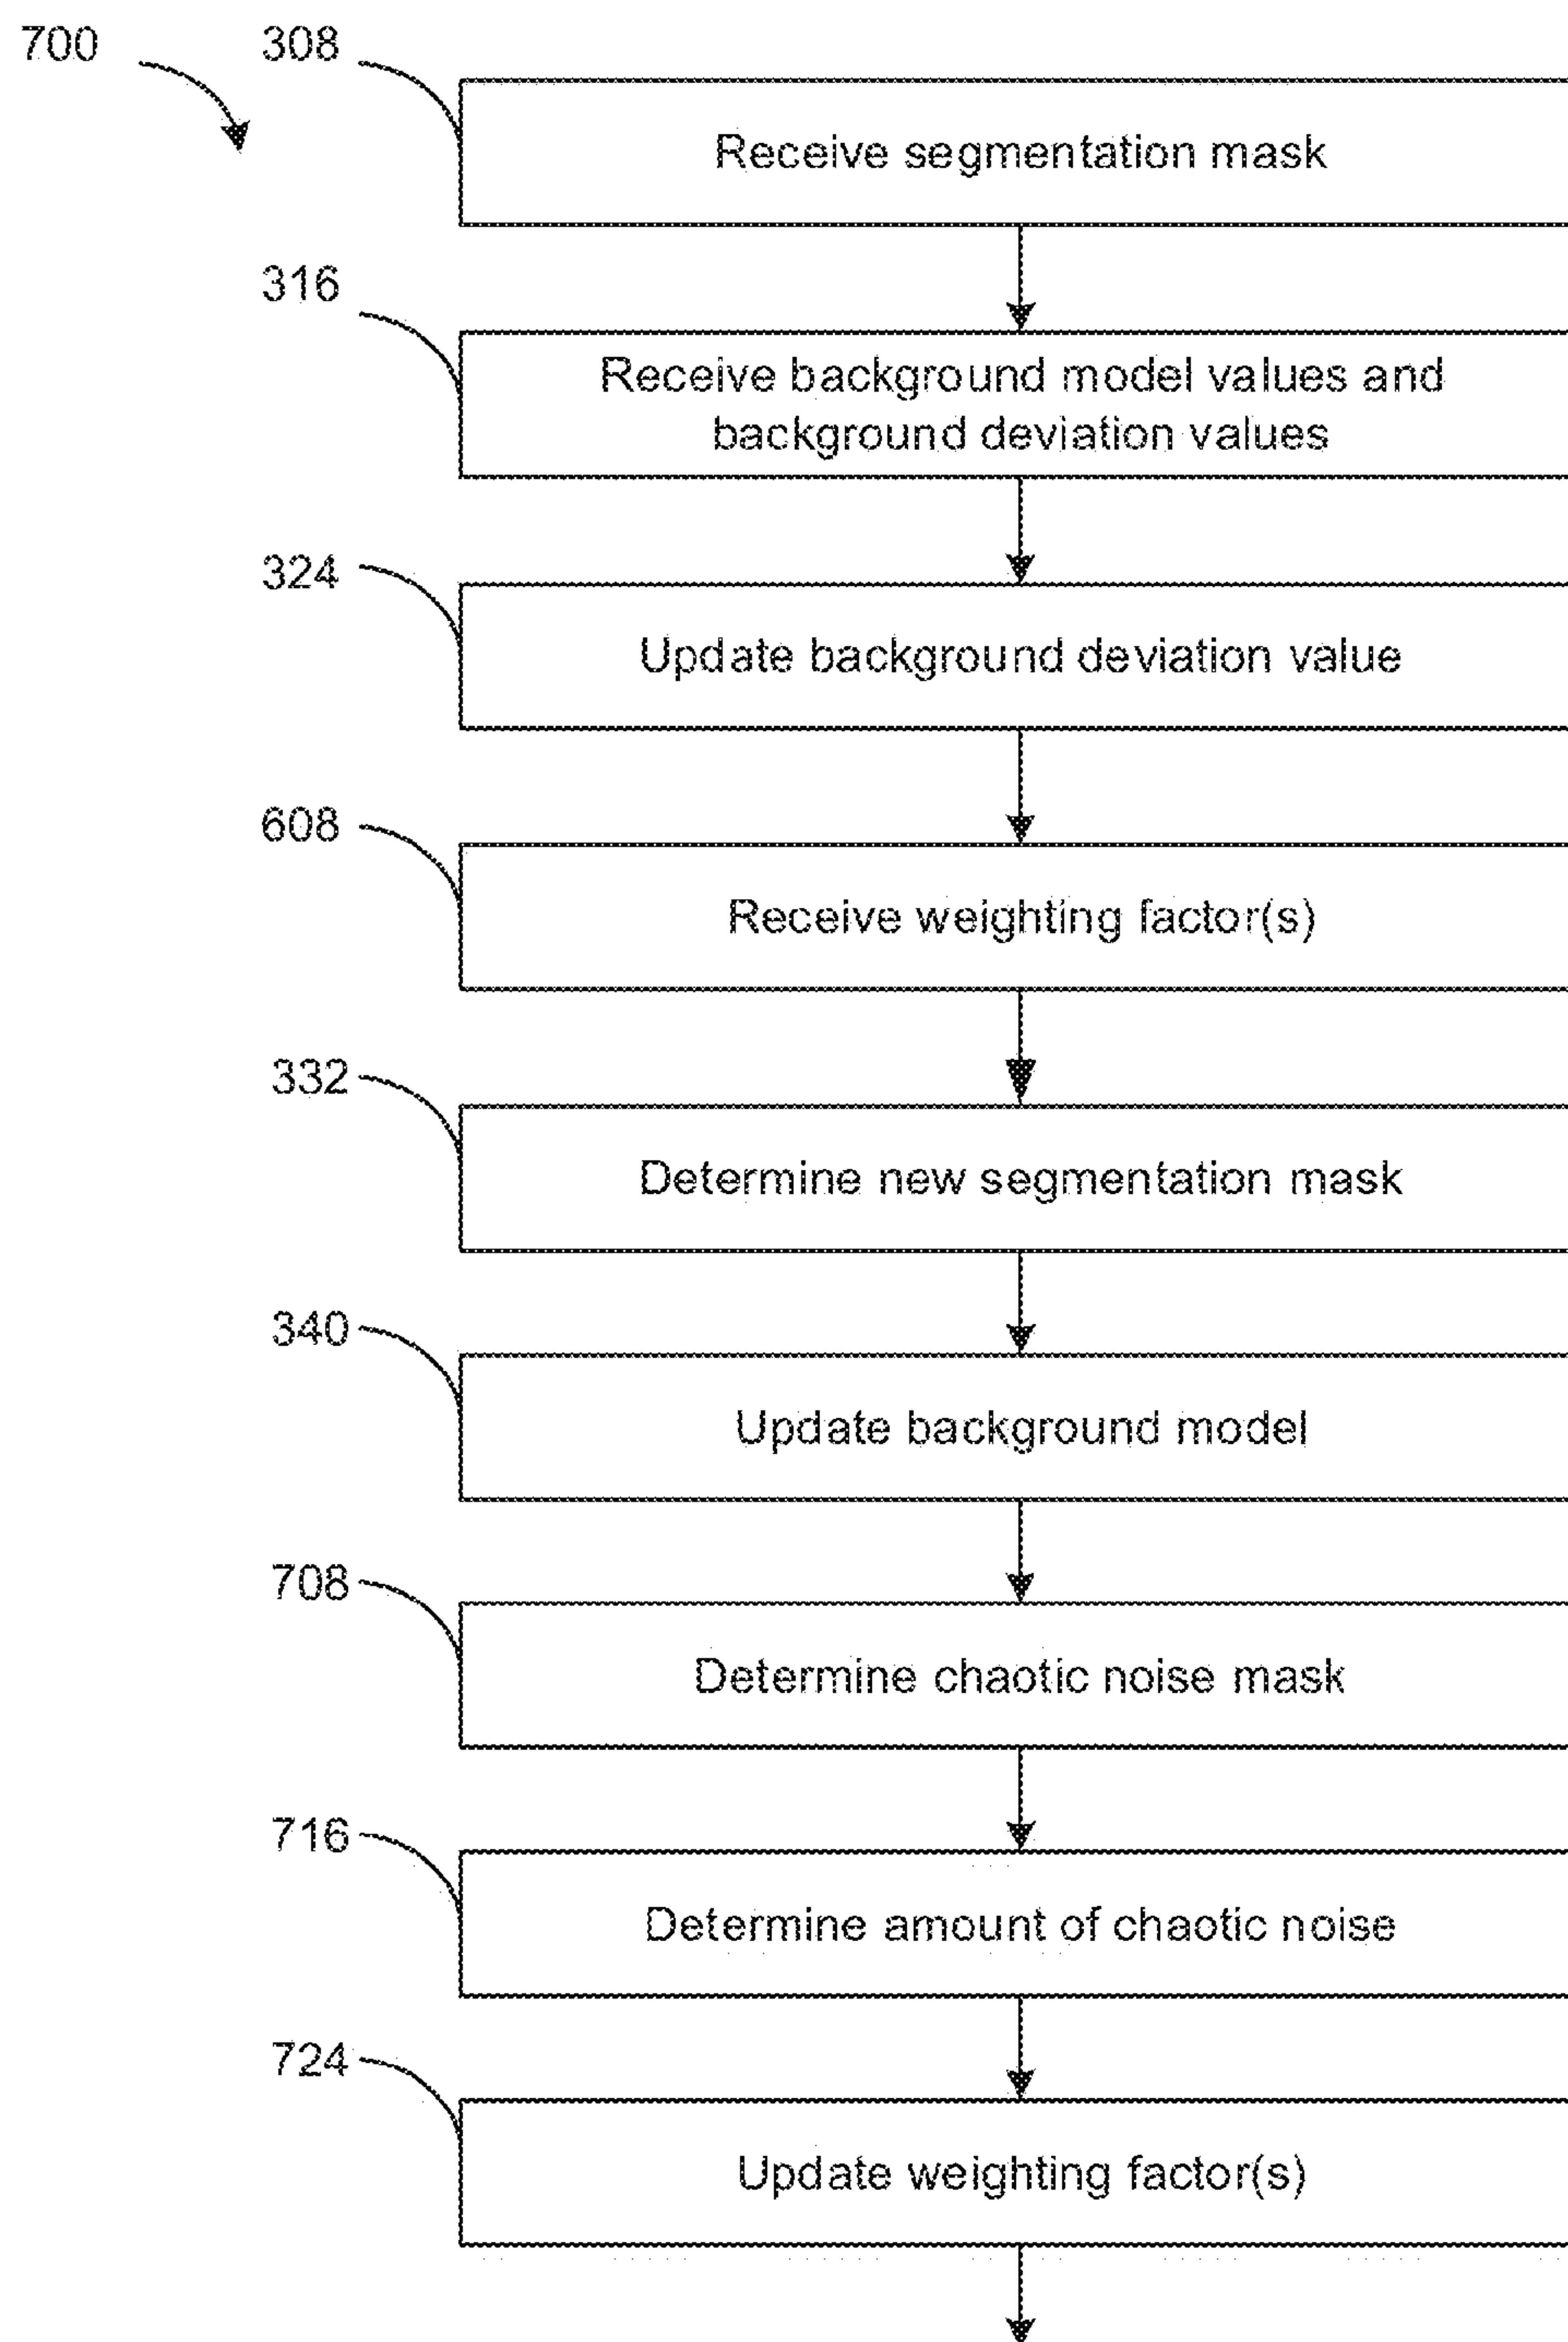 700
308
Receive segmentation mask
316
Receive background model values and
background deviation values
324
Update background deviation value
608
Receive weighting factor(s)
332
Determine new segmentation mask
340
Update background model
708
Determine chaotic noise mask
716
Determine amount of chaotic noise
724
Update weighting factor(s)